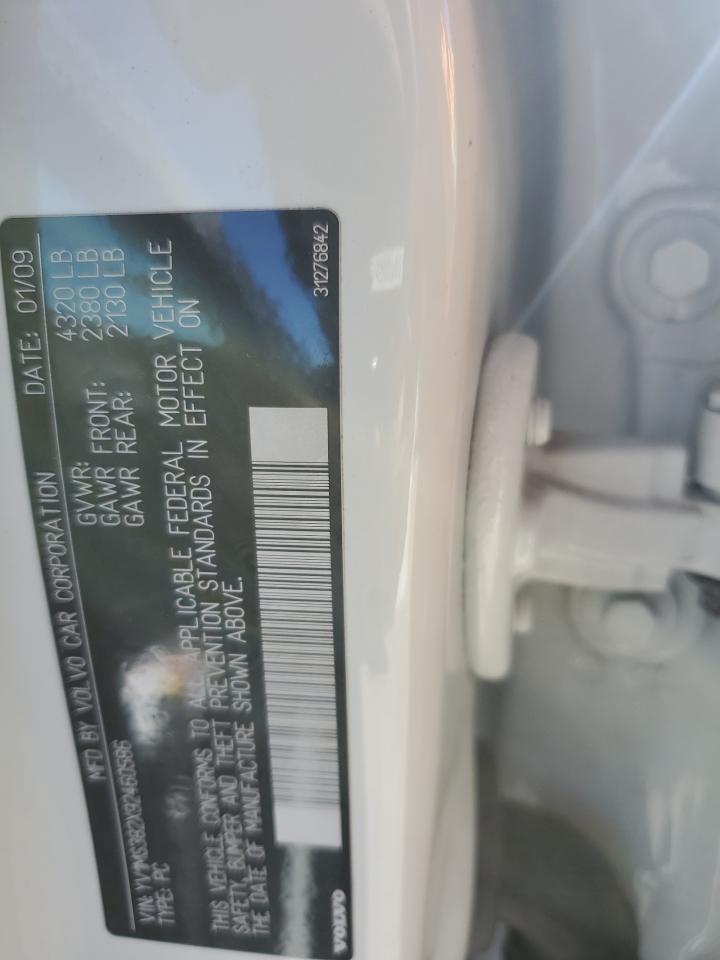 MFD BY VOLVO CAR CORPORATION DATE: 01/09
GVWR: 4320 LB
GAWR FRONT: 2380 LB
GAWR REAR: 2130 LB
VIN: YV1MS382X92460586
TYPE: PC
THIS VEHICLE CONFORMS TO ALL APPLICABLE FEDERAL MOTOR VEHICLE
SAFETY, BUMPER AND THEFT PREVENTION STANDARDS IN EFFECT ON
THE DATE OF MANUFACTURE SHOWN ABOVE.
VOLVO
31276842